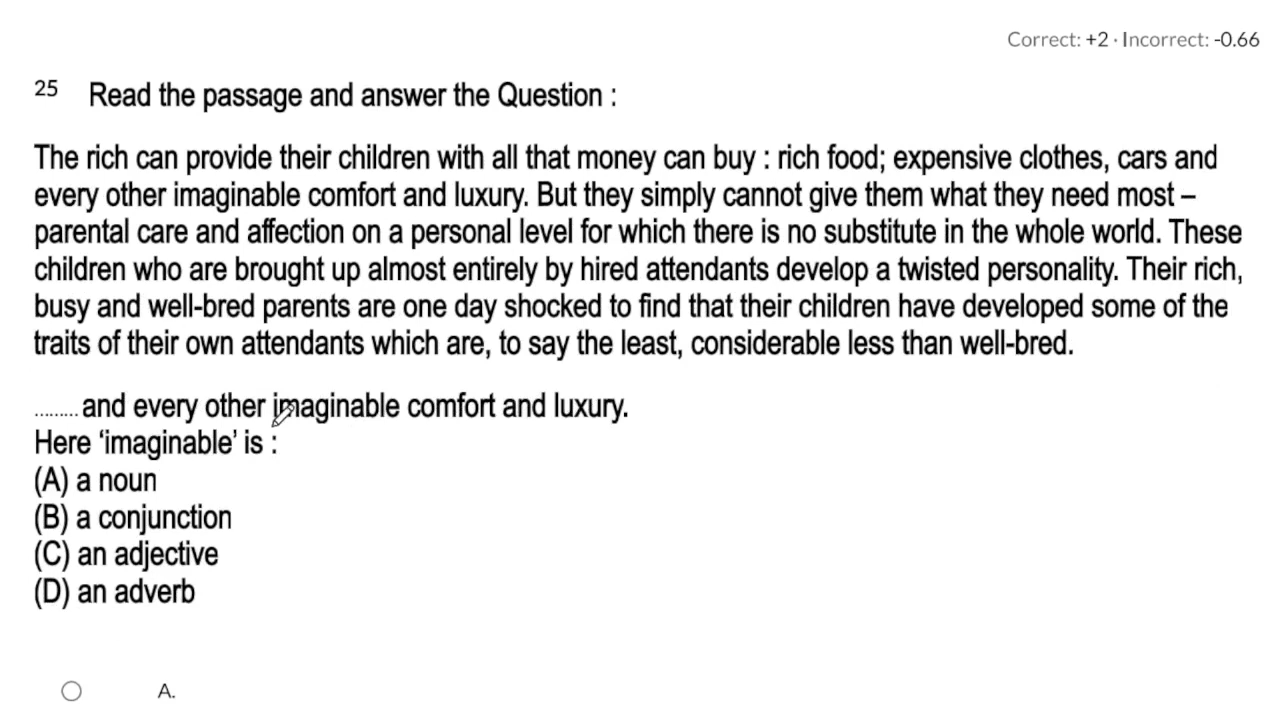 Correct: +2 · Incorrect: -0.66
25 Read the passage and answer the Question :
The rich can provide their children with all that money can buy : rich food; expensive clothes, cars and
every other imaginable comfort and luxury. But they simply cannot give them what they need most –
parental care and affection on a personal level for which there is no substitute in the whole world. These
children who are brought up almost entirely by hired attendants develop a twisted personality. Their rich,
busy and well-bred parents are one day shocked to find that their children have developed some of the
traits of their own attendants which are, to say the least, considerable less than well-bred.
......... and every other imaginable comfort and luxury.
Here ‘imaginable’ is :
(A) a noun
(B) a conjunction
(C) an adjective
(D) an adverb
A.